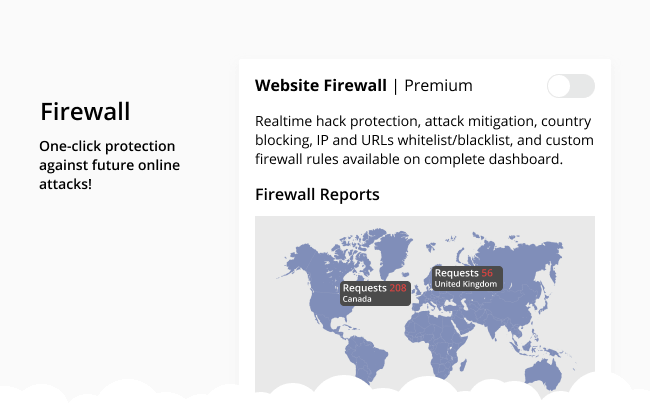 Firewall
One-click protection
against future online
attacks!
Website Firewall | Premium
Realtime hack protection, attack mitigation, country
blocking, IP and URLs whitelist/blacklist, and custom
firewall rules available on complete dashboard.
Firewall Reports
Requests 208
Canada
Requests 56
United Kingdom